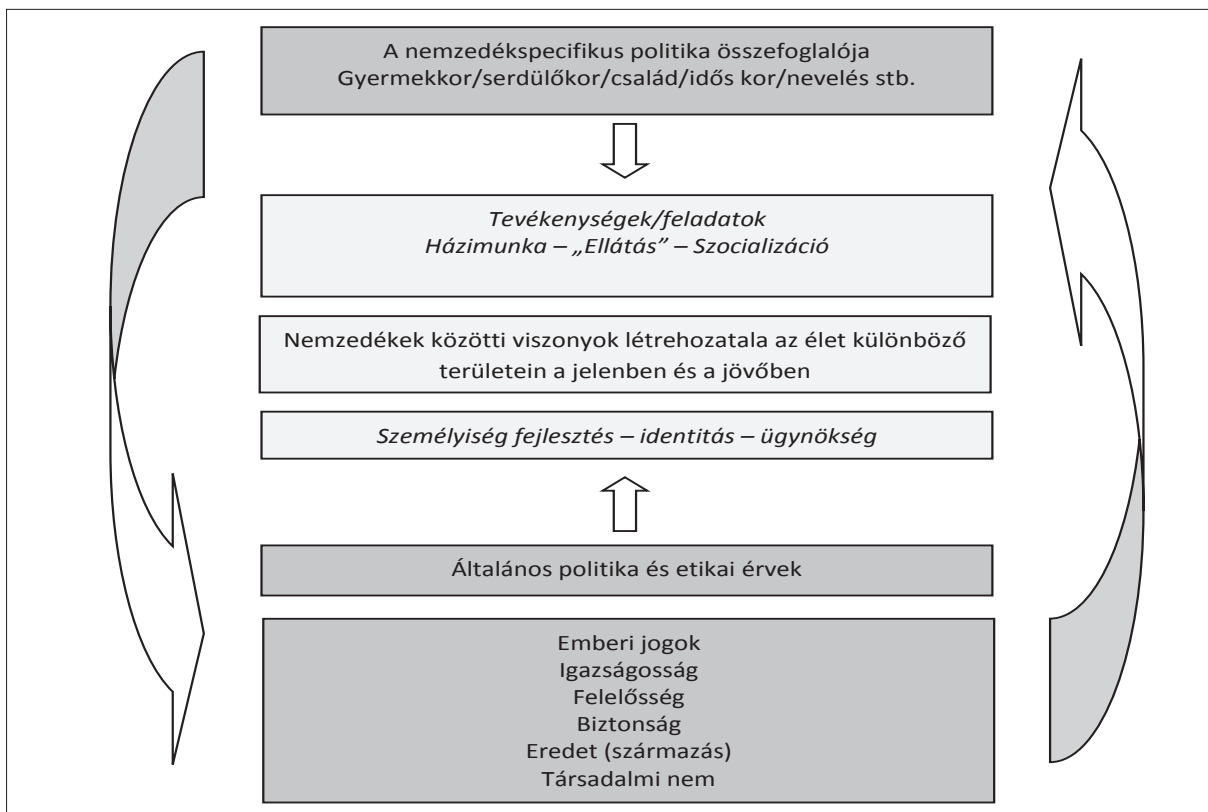 A nemzedékspecifikus politika összefoglalója
Gyermekkor/serdülőkor/család/idős kor/nevelés stb.
Tevékenységek/feladatok
Házimunka – „Ellátás” – Szocializáció
Nemzedékek közötti viszonyok létrehozatala az élet különböző
területein a jelenben és a jövőben
Személyiség fejlesztés – identitás – ügynökség
Általános politika és etikai érvek
Emberi jogok
Igazságosság
Felelősség
Biztonság
Eredet (származás)
Társadalmi nem